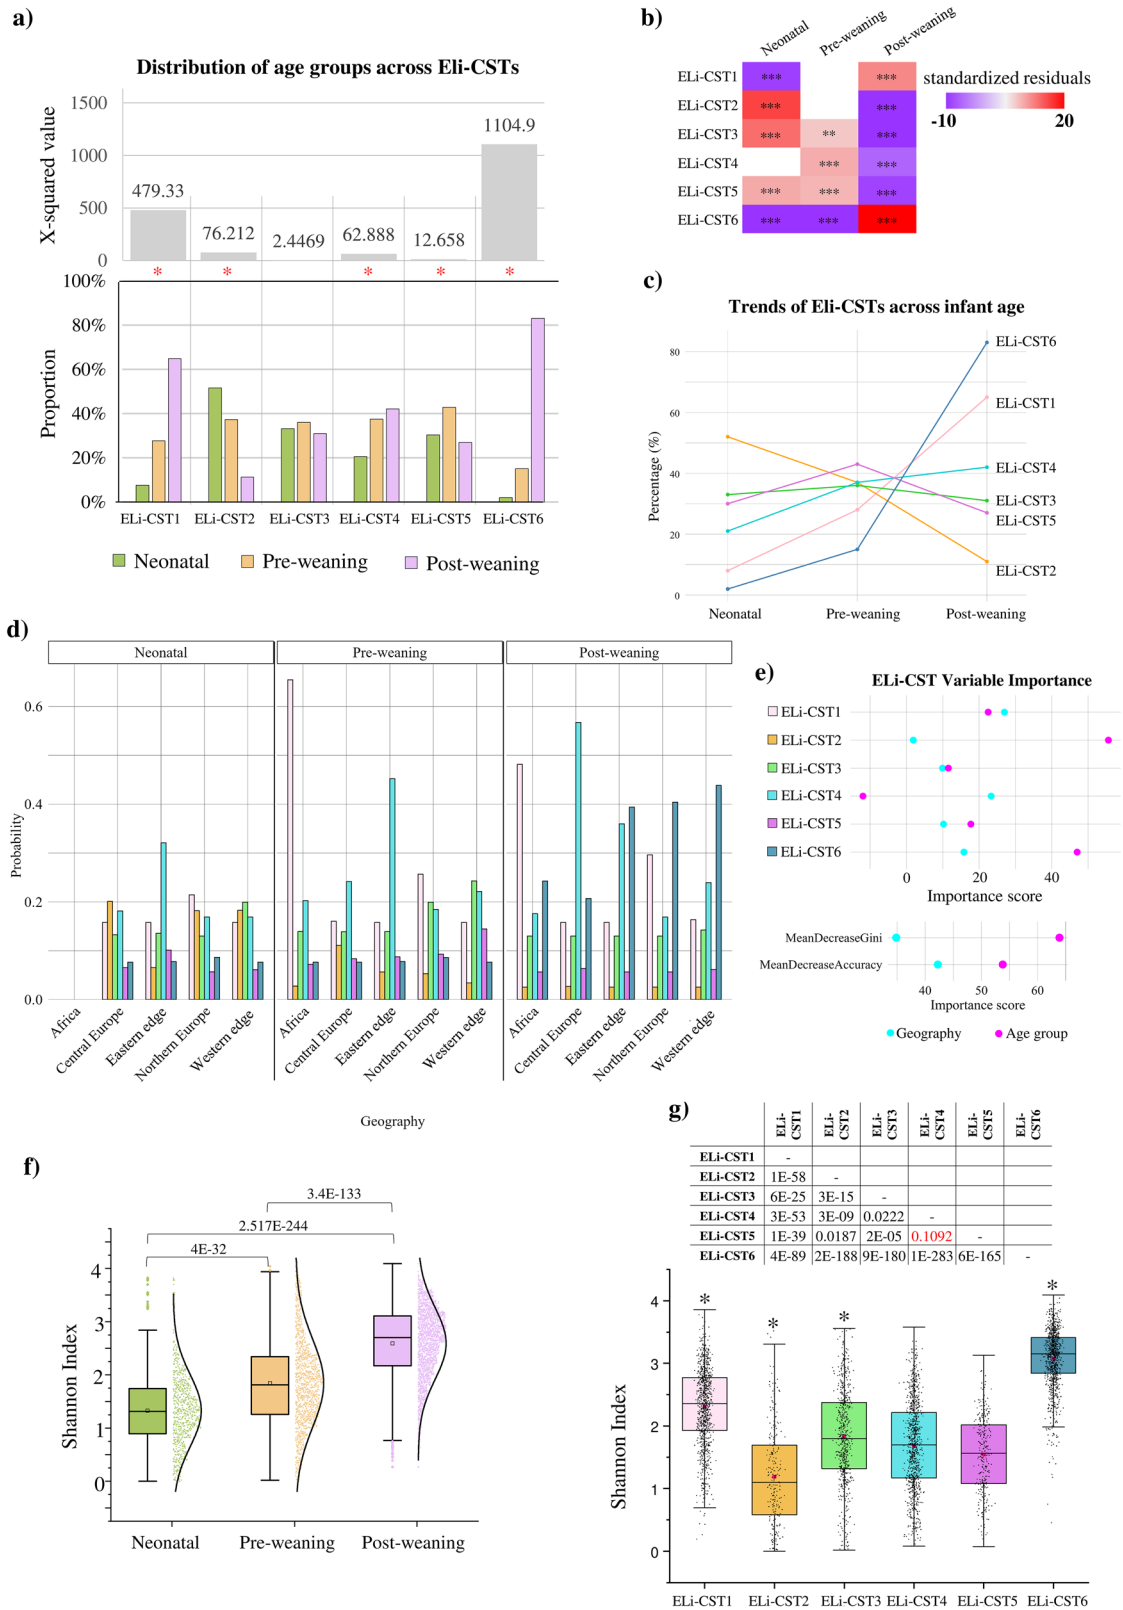 a)
Distribution of age groups across Eli-CSTs
X-squared value
1500
1000
500
0
479.33
76.212
2.4469
62.888
12.658
1104.9
* * * * *
Proportion
100%
80%
60%
40%
20%
0%
ELi-CST1 ELi-CST2 ELi-CST3 ELi-CST4 ELi-CST5 ELi-CST6
Neonatal Pre-weaning Post-weaning
b)
Neonatal Pre-weaning Post-weaning
ELi-CST1 *** ***
ELi-CST2 *** ***
ELi-CST3 *** ** ***
ELi-CST4 *** ***
ELi-CST5 *** *** ***
ELi-CST6 *** *** ***
standardized residuals
-10 20
c)
Trends of Eli-CSTs across infant age
Percentage (%)
80
60
40
20
0
ELi-CST6
ELi-CST1
ELi-CST4
ELi-CST3
ELi-CST5
ELi-CST2
Neonatal Pre-weaning Post-weaning
d)
Neonatal Pre-weaning Post-weaning
Probability
0.6
0.4
0.2
0.0
Africa Central Europe Eastern edge Northern Europe Western edge Africa Central Europe Eastern edge Northern Europe Western edge Africa Central Europe Eastern edge Northern Europe Western edge
Geography
e)
ELi-CST Variable Importance
ELi-CST1
ELi-CST2
ELi-CST3
ELi-CST4
ELi-CST5
ELi-CST6
0 20 40
Importance score
MeanDecreaseGini
MeanDecreaseAccuracy
40 50 60
Importance score
Geography Age group
f)
3.4E-133
2.517E-244
4E-32
Shannon Index
4
3
2
1
0
Neonatal Pre-weaning Post-weaning
g)
ELi-CST1 ELi-CST2 ELi-CST3 ELi-CST4 ELi-CST5 ELi-CST6
ELi-CST1 -
ELi-CST2 1E-58 -
ELi-CST3 6E-25 3E-15 -
ELi-CST4 3E-53 3E-09 0.0222 -
ELi-CST5 1E-39 0.0187 2E-05 0.1092 -
ELi-CST6 4E-89 2E-188 9E-180 1E-283 6E-165 -
* * * *
Shannon Index
4
3
2
1
0
ELi-CST1 ELi-CST2 ELi-CST3 ELi-CST4 ELi-CST5 ELi-CST6